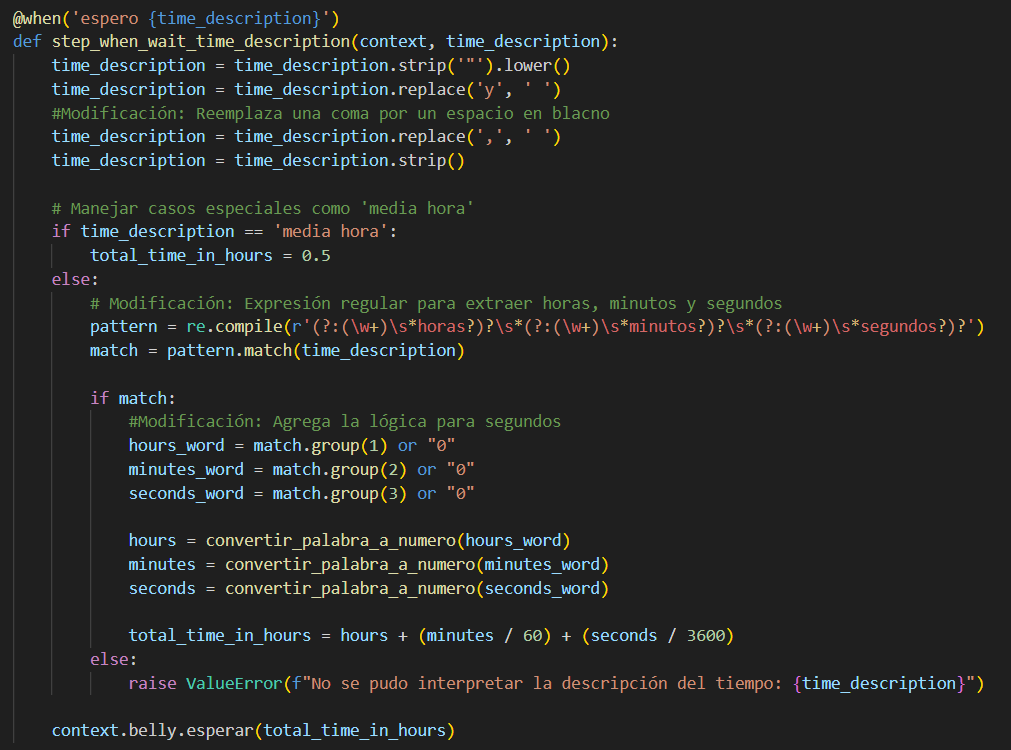 @when('espero {time_description}')
def step_when_wait_time_description(context, time_description):
    time_description = time_description.strip('"').lower()
    time_description = time_description.replace('y', ' ')
    #Modificación: Reemplaza una coma por un espacio en blacno
    time_description = time_description.replace(',', ' ')
    time_description = time_description.strip()

    # Manejar casos especiales como 'media hora'
    if time_description == 'media hora':
        total_time_in_hours = 0.5
    else:
        # Modificación: Expresión regular para extraer horas, minutos y segundos
        pattern = re.compile(r'(?:(\w+)\s*horas?)?\s*(?:(\w+)\s*minutos?)?\s*(?:(\w+)\s*segundos?)?')
        match = pattern.match(time_description)

        if match:
            #Modificación: Agrega la lógica para segundos
            hours_word = match.group(1) or "0"
            minutes_word = match.group(2) or "0"
            seconds_word = match.group(3) or "0"

            hours = convertir_palabra_a_numero(hours_word)
            minutes = convertir_palabra_a_numero(minutes_word)
            seconds = convertir_palabra_a_numero(seconds_word)

            total_time_in_hours = hours + (minutes / 60) + (seconds / 3600)
        else:
            raise ValueError(f"No se pudo interpretar la descripción del tiempo: {time_description}")

    context.belly.esperar(total_time_in_hours)